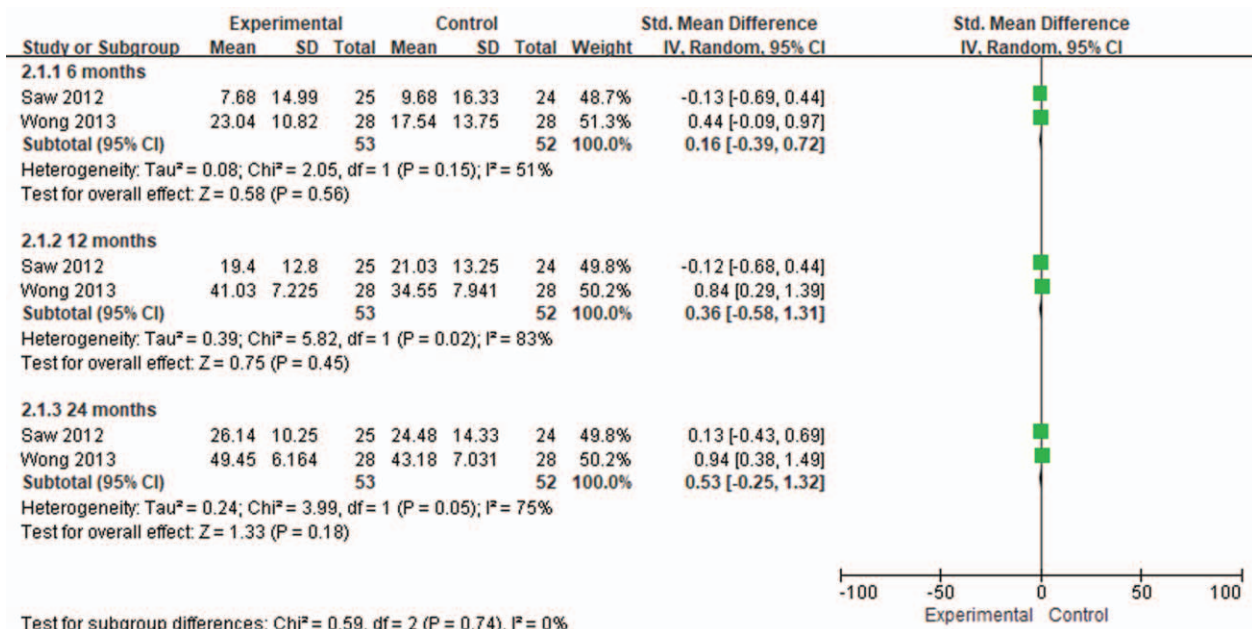 Experimental Control Std. Mean Difference Std. Mean Difference
Study or Subgroup Mean SD Total Mean SD Total Weight IV, Random, 95% CI IV, Random, 95% CI
2.1.1 6 months
Saw 2012 7.68 14.99 25 9.68 16.33 24 48.7% -0.13 [-0.69, 0.44]
Wong 2013 23.04 10.82 28 17.54 13.75 28 51.3% 0.44 [-0.09, 0.97]
Subtotal (95% CI) 53 52 100.0% 0.16 [-0.39, 0.72]
Heterogeneity: Tau² = 0.08; Chi² = 2.05, df = 1 (P = 0.15); I² = 51%
Test for overall effect: Z = 0.58 (P = 0.56)
2.1.2 12 months
Saw 2012 19.4 12.8 25 21.03 13.25 24 49.8% -0.12 [-0.68, 0.44]
Wong 2013 41.03 7.225 28 34.55 7.941 28 50.2% 0.84 [0.29, 1.39]
Subtotal (95% CI) 53 52 100.0% 0.36 [-0.58, 1.31]
Heterogeneity: Tau² = 0.39; Chi² = 5.82, df = 1 (P = 0.02); I² = 83%
Test for overall effect: Z = 0.75 (P = 0.45)
2.1.3 24 months
Saw 2012 26.14 10.25 25 24.48 14.33 24 49.8% 0.13 [-0.43, 0.69]
Wong 2013 49.45 6.164 28 43.18 7.031 28 50.2% 0.94 [0.38, 1.49]
Subtotal (95% CI) 53 52 100.0% 0.53 [-0.25, 1.32]
Heterogeneity: Tau² = 0.24; Chi² = 3.99, df = 1 (P = 0.05); I² = 75%
Test for overall effect: Z = 1.33 (P = 0.18)
-100 -50 0 50 100
Experimental Control
Test for subgroup differences: Chi² = 0.59, df = 2 (P = 0.74), I² = 0%